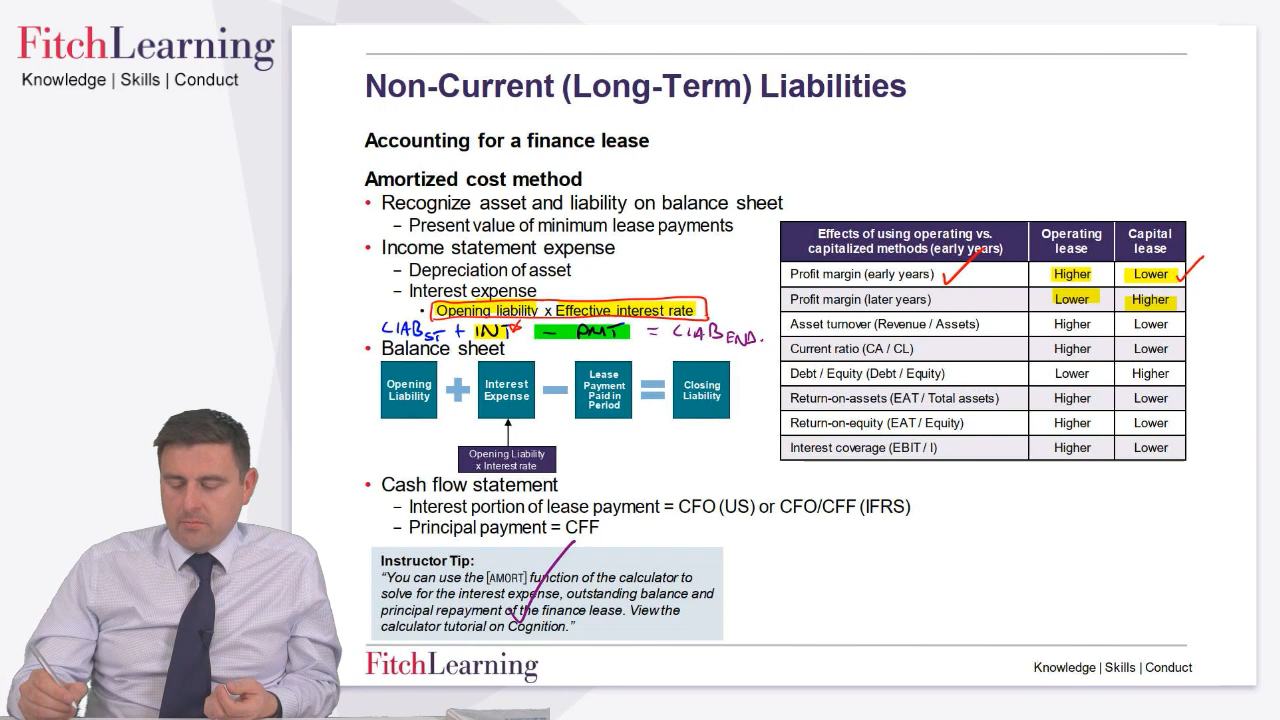 FitchLearning
Knowledge | Skills | Conduct
Non-Current (Long-Term) Liabilities
Accounting for a finance lease
Amortized cost method
• Recognize asset and liability on balance sheet
– Present value of minimum lease payments
• Income statement expense
– Depreciation of asset
– Interest expense
• Opening liability x Effective interest rate
LIABST + INT - PMT = LIABEND.
• Balance sheet
Opening Liability + Interest Expense − Lease Payment Paid in Period = Closing Liability
Opening Liability
x Interest rate
• Cash flow statement
– Interest portion of lease payment = CFO (US) or CFO/CFF (IFRS)
– Principal payment = CFF
Instructor Tip:
“You can use the [AMORT] function of the calculator to
solve for the interest expense, outstanding balance and
principal repayment of the finance lease. View the
calculator tutorial on Cognition.”
Effects of using operating vs. capitalized methods (early years) Operating lease Capital lease
Profit margin (early years) Higher Lower
Profit margin (later years) Lower Higher
Asset turnover (Revenue / Assets) Higher Lower
Current ratio (CA / CL) Higher Lower
Debt / Equity (Debt / Equity) Lower Higher
Return-on-assets (EAT / Total assets) Higher Lower
Return-on-equity (EAT / Equity) Higher Lower
Interest coverage (EBIT / I) Higher Lower
FitchLearning
Knowledge | Skills | Conduct